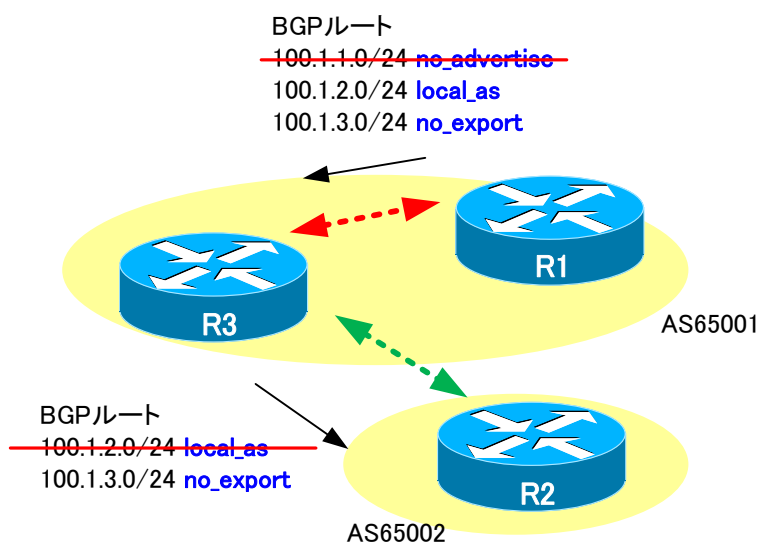 BGPルート
100.1.1.0/24 no_advertise
100.1.2.0/24 local_as
100.1.3.0/24 no_export
R1
R3
AS65001
BGPルート
100.1.2.0/24 local_as
100.1.3.0/24 no_export
R2
AS65002